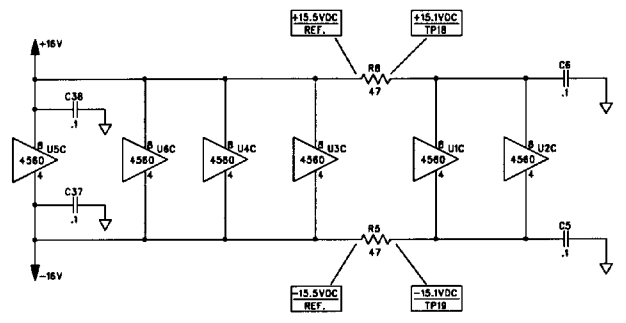 +15.5VDC
REF.
+15.1VDC
TP18
+16V
R6
47
C6
.1
C38
.1
8
U5C
4560
4
8
U6C
4560
4
8
U4C
4560
4
8
U3C
4560
4
8
U1C
4560
4
8
U2C
4560
4
C37
.1
R5
47
C5
.1
-16V
-15.5VDC
REF.
-15.1VDC
TP19